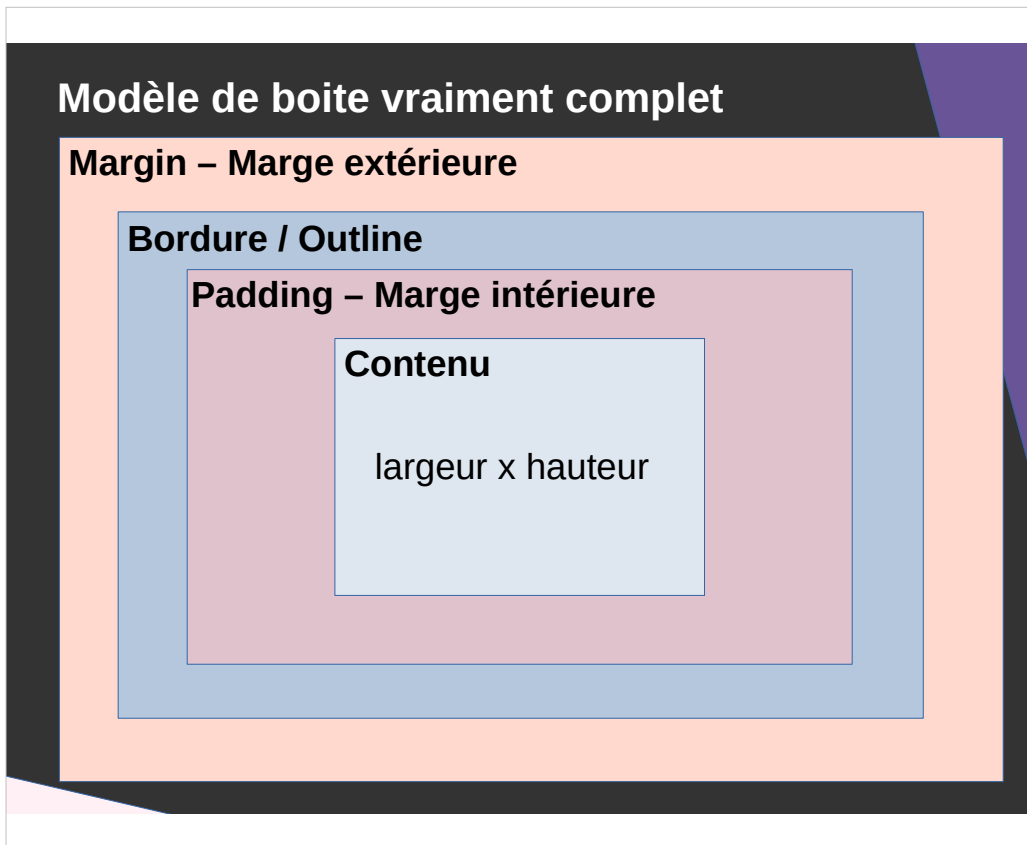 Modèle de boite vraiment complet
Margin – Marge extérieure
Bordure / Outline
Padding – Marge intérieure
Contenu
largeur x hauteur